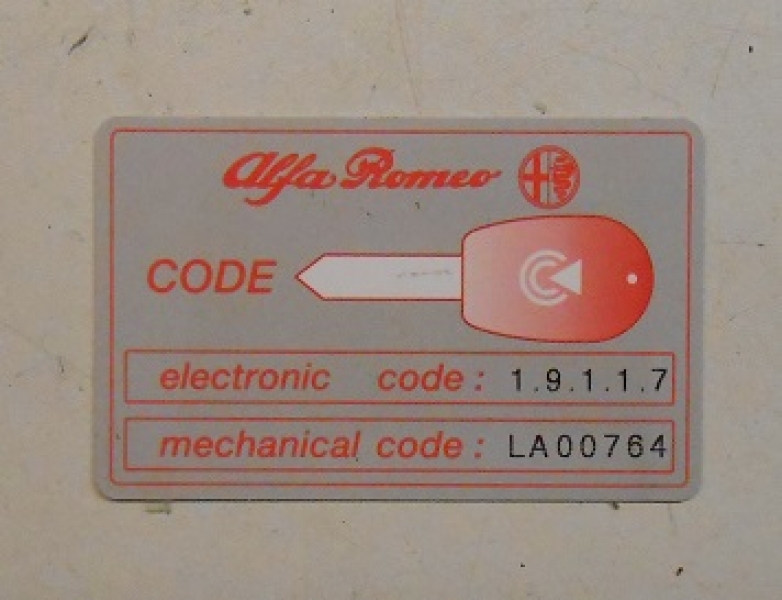 Alfa Romeo
CODE
electronic code: 1.9.1.1.7
mechanical code: LA00764